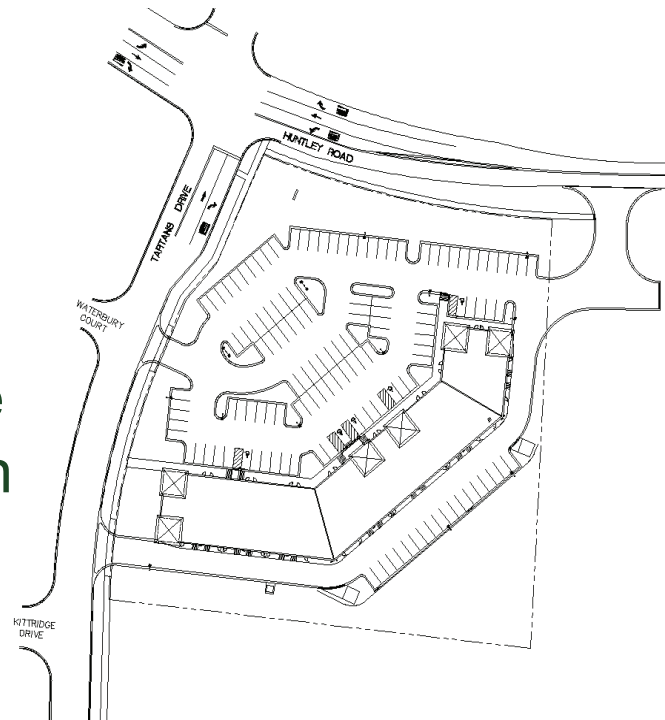 HUNTLEY ROAD
TARTANS DRIVE
WATERBURY
COURT
e
n
KITTRIDGE
DRIVE